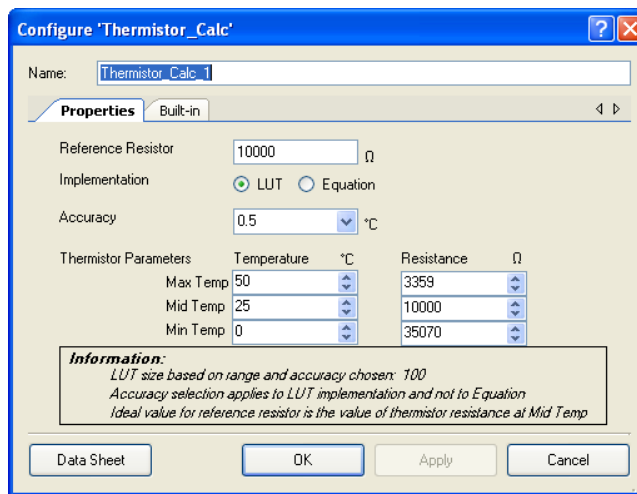 Configure 'Thermistor_Calc'
Name: Thermistor_Calc_1
Properties Built-in
Reference Resistor 10000 Ω
Implementation LUT Equation
Accuracy 0.5 °C
Thermistor Parameters Temperature °C Resistance Ω
Max Temp 50 3359
Mid Temp 25 10000
Min Temp 0 35070
Information:
LUT size based on range and accuracy chosen: 100
Accuracy selection applies to LUT implementation and not to Equation
Ideal value for reference resistor is the value of thermistor resistance at Mid Temp
Data Sheet OK Apply Cancel